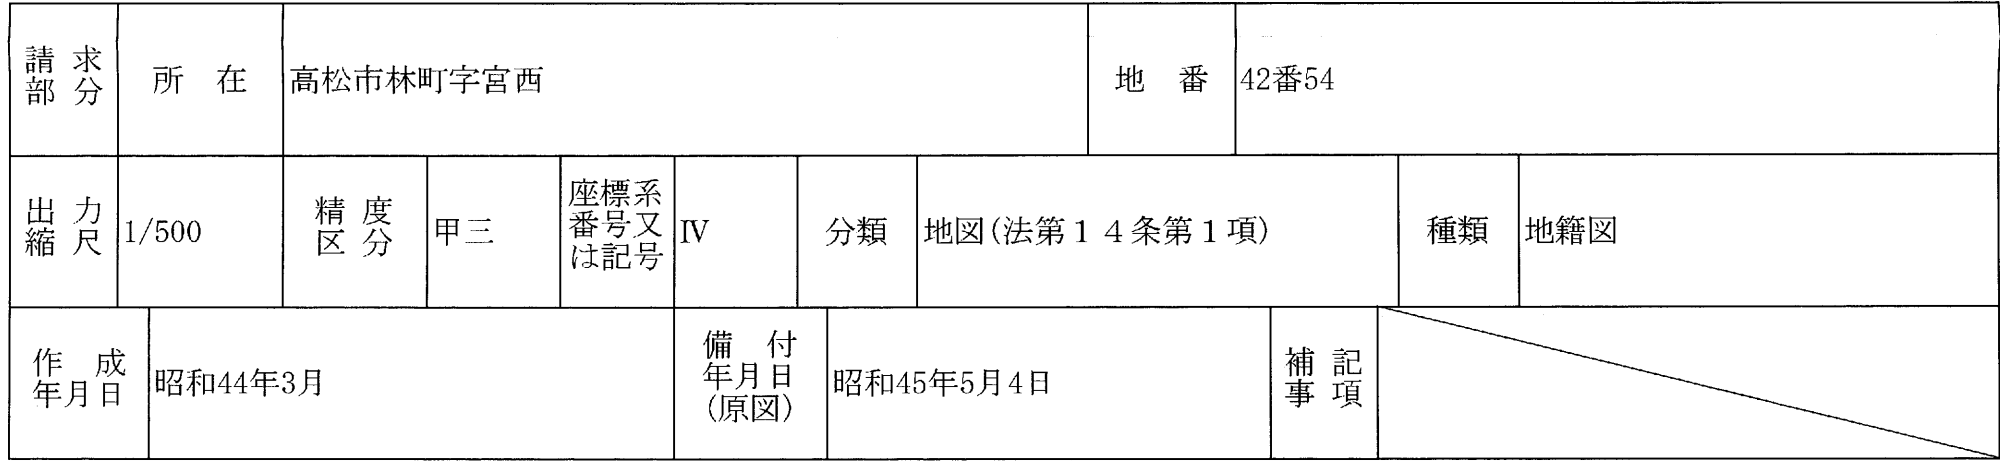 請求部分 所在 高松市林町字宮西 地番 42番54
出力縮尺 1/500 精度区分 甲三 座標系番号又は記号 Ⅳ 分類 地図(法第１４条第１項) 種類 地籍図
作成年月日 昭和44年3月 備付年月日(原図) 昭和45年5月4日 補記事項